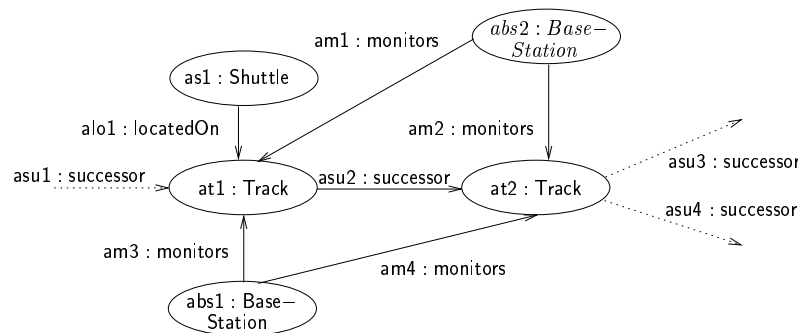 abs2 : Base–
Station
am1 : monitors
as1 : Shuttle
alo1 : locatedOn
am2 : monitors
asu3 : successor
asu1 : successor
asu2 : successor
at1 : Track
at2 : Track
asu4 : successor
am3 : monitors
am4 : monitors
abs1 : Base–
Station